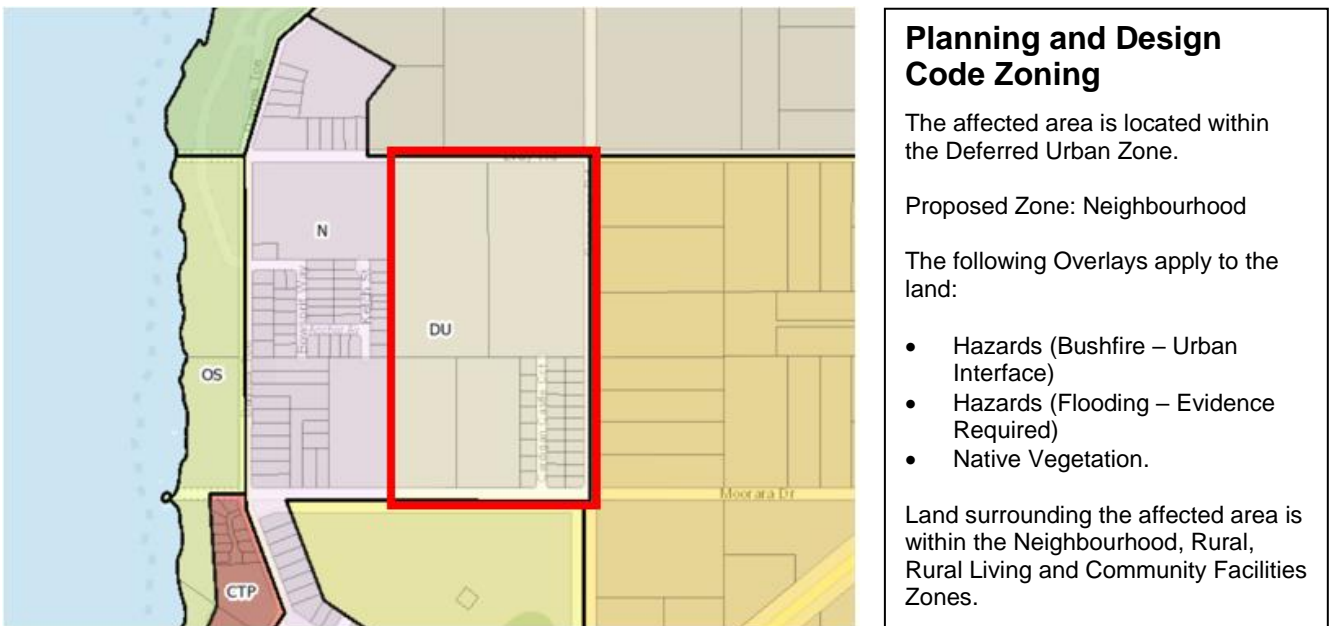 Planning and Design
Code Zoning
The affected area is located within
the Deferred Urban Zone.
Proposed Zone: Neighbourhood
The following Overlays apply to the
land:
• Hazards (Bushfire – Urban
Interface)
• Hazards (Flooding – Evidence
Required)
• Native Vegetation.
Land surrounding the affected area is
within the Neighbourhood, Rural,
Rural Living and Community Facilities
Zones.
N
DU
OS
Moorara Dr
CTP